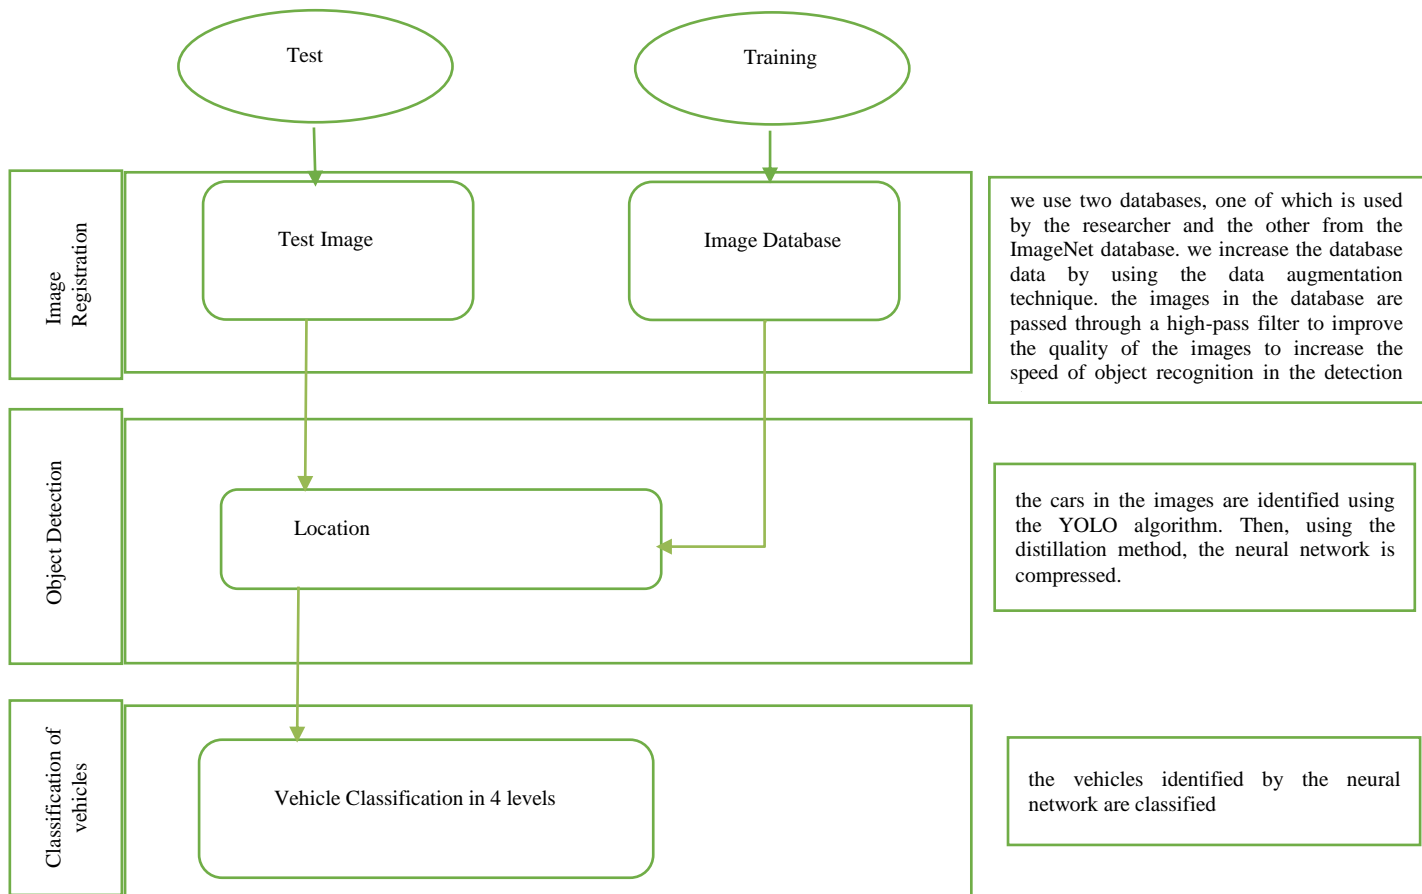 Test
Training
Image
Registration
Test Image
Image Database
we use two databases, one of which is used
by the researcher and the other from the
ImageNet database. we increase the database
data by using the data augmentation
technique. the images in the database are
passed through a high-pass filter to improve
the quality of the images to increase the
speed of object recognition in the detection
Object Detection
Location
the cars in the images are identified using
the YOLO algorithm. Then, using the
distillation method, the neural network is
compressed.
Classification of
vehicles
Vehicle Classification in 4 levels
the vehicles identified by the neural
network are classified